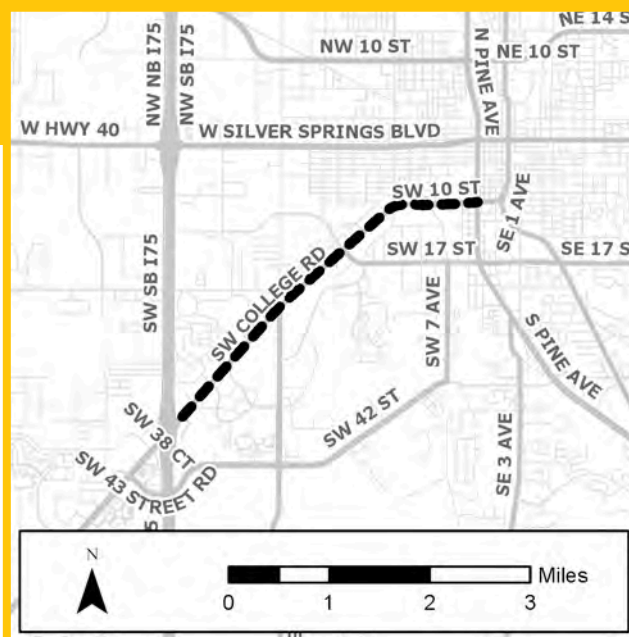 NE 14 S
NW 10 ST
NE 10 ST
N PINE AVE
NW NB I75
NW SB I75
W HWY 40
W SILVER SPRINGS BLVD
SW 10 ST
SE 1 AVE
SW 17 ST
SE 17 S
SW SB I75
SW COLLEGE RD
SW 7 AVE
S PINE AVE
SW 42 ST
SW 38 CT
SW 43 STREET RD
SE 3 AVE
5
N
Miles
0 1 2 3